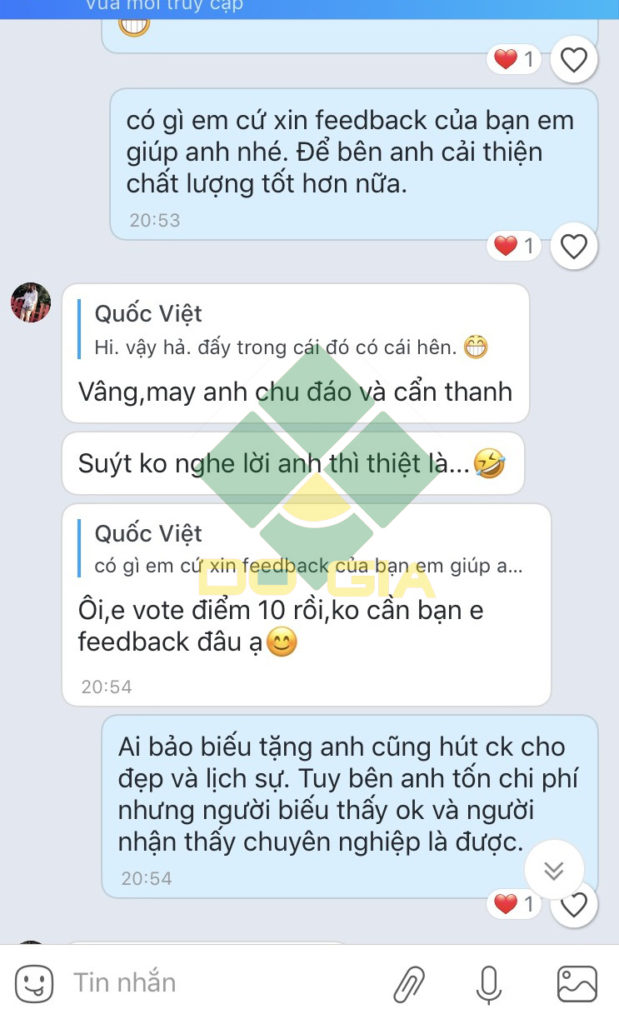 Vừa mới truy cập
1
có gì em cứ xin feedback của bạn em
giúp anh nhé. Để bên anh cải thiện
chất lượng tốt hơn nữa.
20:53
1
Quốc Việt
Hi. vậy hả. đấy trong cái đó có cái hên. 😁
Vâng,may anh chu đáo và cẩn thanh
Suýt ko nghe lời anh thì thiệt là...🤣
Quốc Việt
có gì em cứ xin feedback của bạn em giúp a...
DO GIA
Ôi,e vote điểm 10 rồi,ko cần bạn e
feedback đâu ạ😊
20:54
Ai bảo biếu tặng anh cũng hút ck cho
đẹp và lịch sự. Tuy bên anh tốn chi phí
nhưng người biếu thấy ok và người
nhận thấy chuyên nghiệp là được.
20:54
1
Tin nhắn